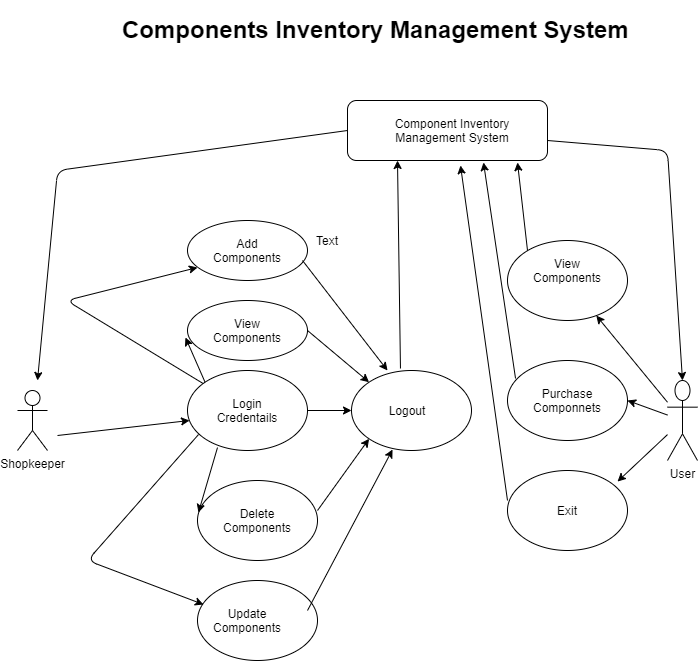 Components Inventory Management System
Component Inventory
Management System
Add
Components
Text
View
Components
View
Components
Login
Credentails
Logout
Purchase
Componnets
Shopkeeper
User
Delete
Components
Exit
Update
Components